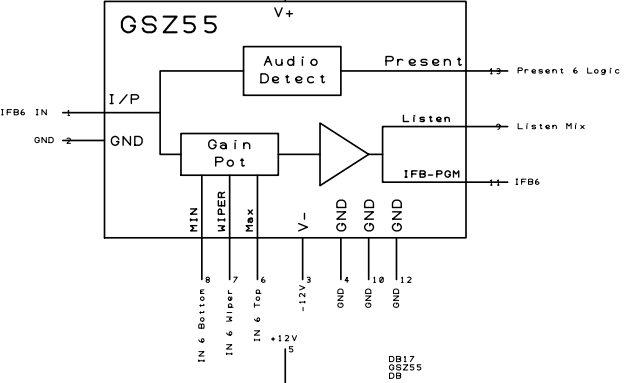 V+
GSZ55
Audio
Detect
Present
13 Present 6 Logic
I/P
IFB6 IN 1
GND 2
GND
Gain
Pot
Listen
9 Listen Mix
IFB-PGM
11 IFB6
MIN
WIPER
Max
V-
GND
GND
GND
8
7
6
3
4
10
12
IN 6 Bottom
IN 6 Wiper
IN 6 Top
-12V
GND
GND
GND
+12V
5
DB17
GSZ55
DB